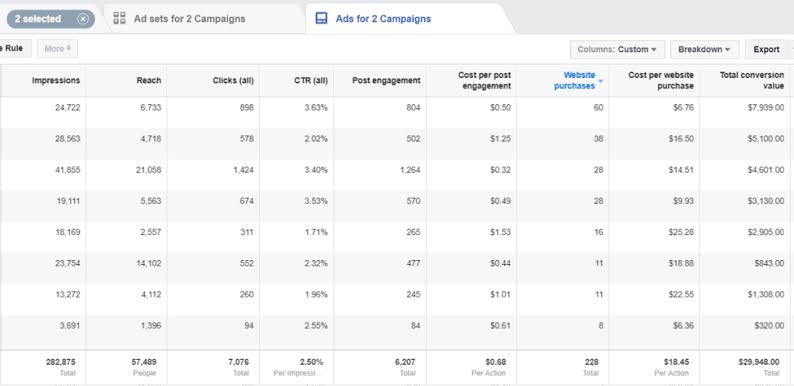 2 selected Ad sets for 2 Campaigns Ads for 2 Campaigns
e Rule More Columns: Custom Breakdown Export
Impressions Reach Clicks (all) CTR (all) Post engagement Cost per post engagement Website purchases Cost per website purchase Total conversion value
24,722 6,733 898 3.63% 804 $0.50 60 $6.76 $7,939.00
28,563 4,718 578 2.02% 502 $1.25 38 $16.50 $5,100.00
41,855 21,058 1,424 3.40% 1,264 $0.32 28 $14.51 $4,601.00
19,111 5,563 674 3.53% 570 $0.49 28 $9.93 $3,130.00
18,169 2,557 311 1.71% 265 $1.53 16 $25.28 $2,905.00
23,754 14,102 552 2.32% 477 $0.44 11 $18.88 $843.00
13,272 4,112 260 1.96% 245 $1.01 11 $22.55 $1,308.00
3,691 1,396 94 2.55% 84 $0.61 8 $6.36 $320.00
282,875 57,489 7,076 2.50% 6,207 $0.68 228 $18.45 $29,948.00
Total People Total Per Impressi... Total Per Action Total Per Action Total